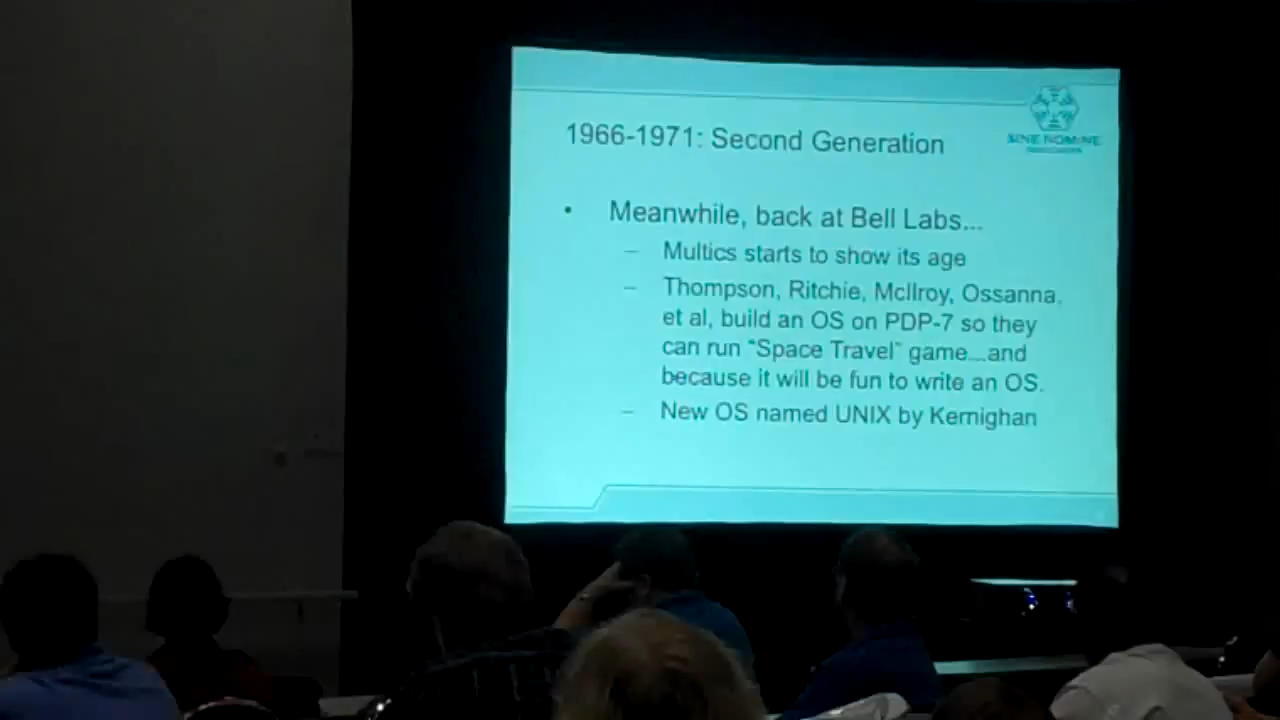 SINE NOMINE
1966-1971: Second Generation
• Meanwhile, back at Bell Labs...
– Multics starts to show its age
– Thompson, Ritchie, McIlroy, Ossanna,
et al, build an OS on PDP-7 so they
can run "Space Travel" game...and
because it will be fun to write an OS.
– New OS named UNIX by Kernighan